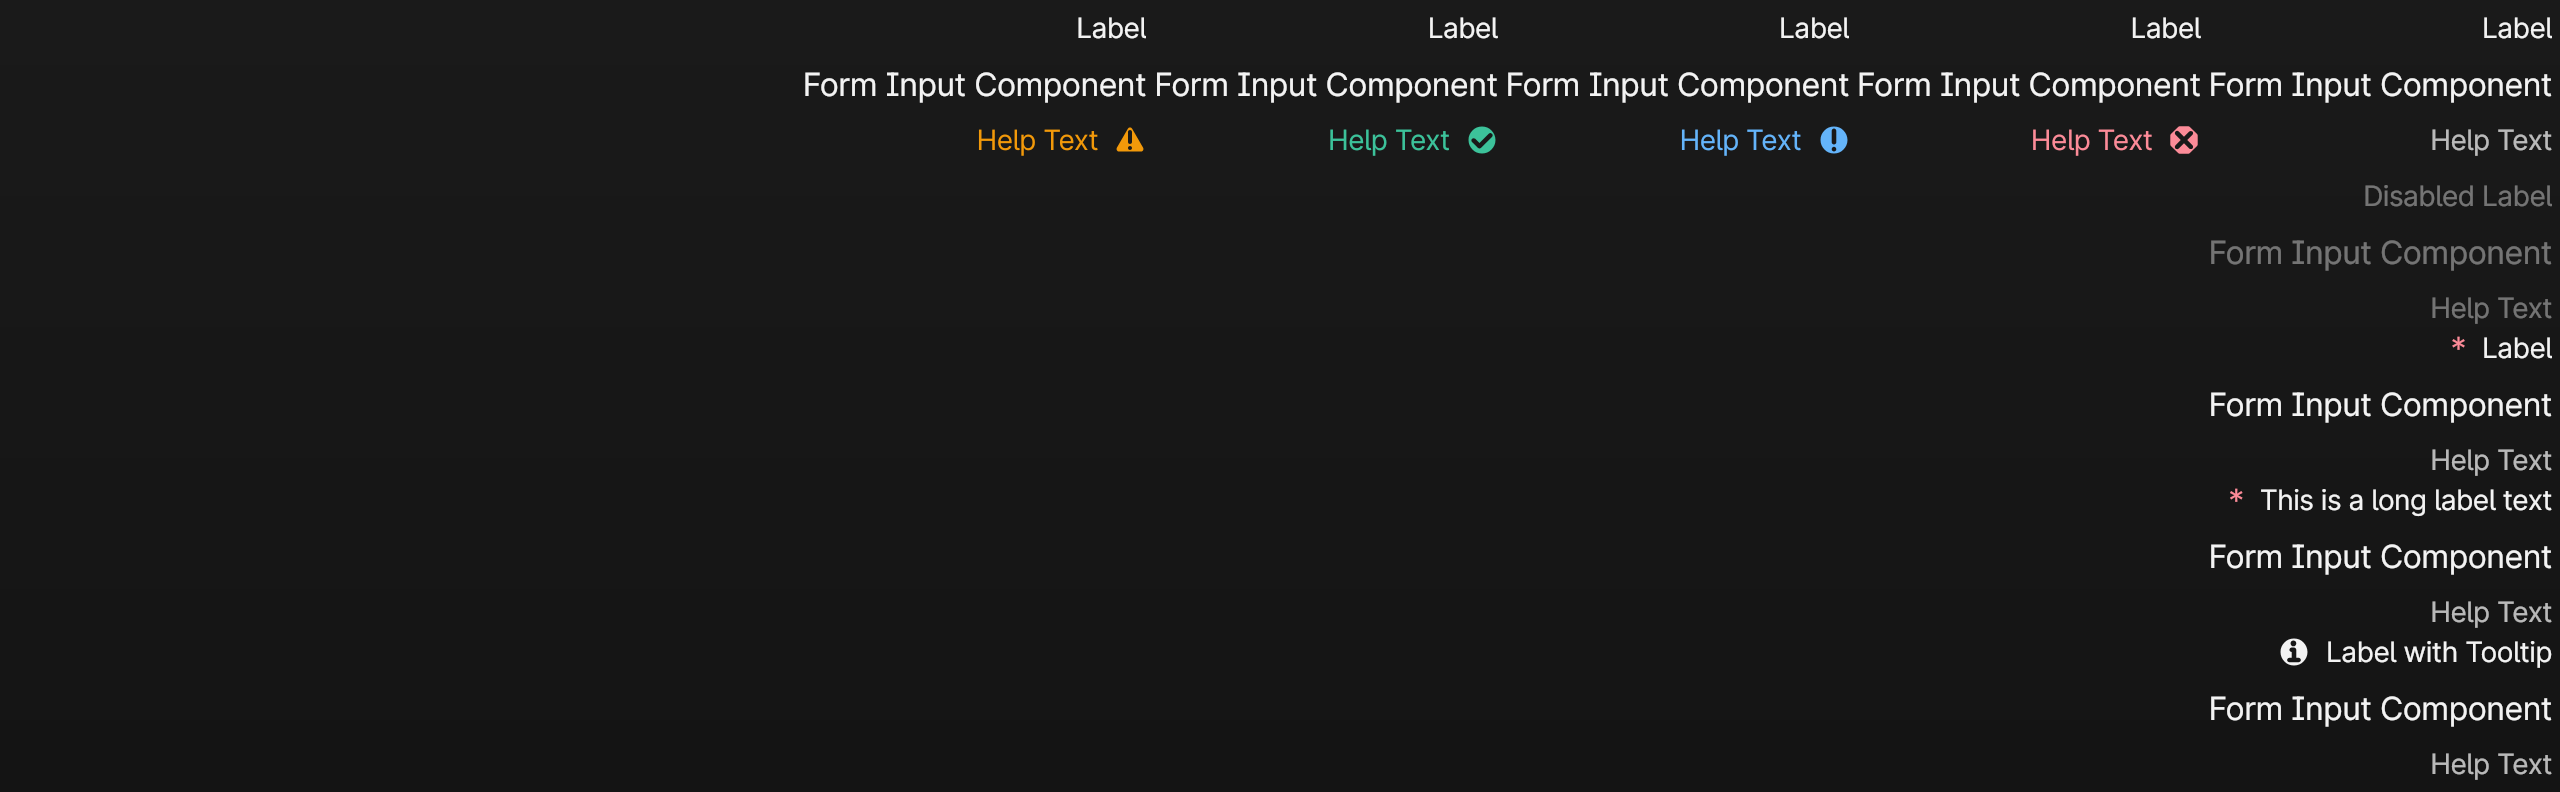 Label Label Label Label Label
Form Input Component Form Input Component Form Input Component Form Input Component Form Input Component
Help Text Help Text Help Text Help Text Help Text
Disabled Label
Form Input Component
Help Text
* Label
Form Input Component
Help Text
* This is a long label text
Form Input Component
Help Text
Label with Tooltip
Form Input Component
Help Text